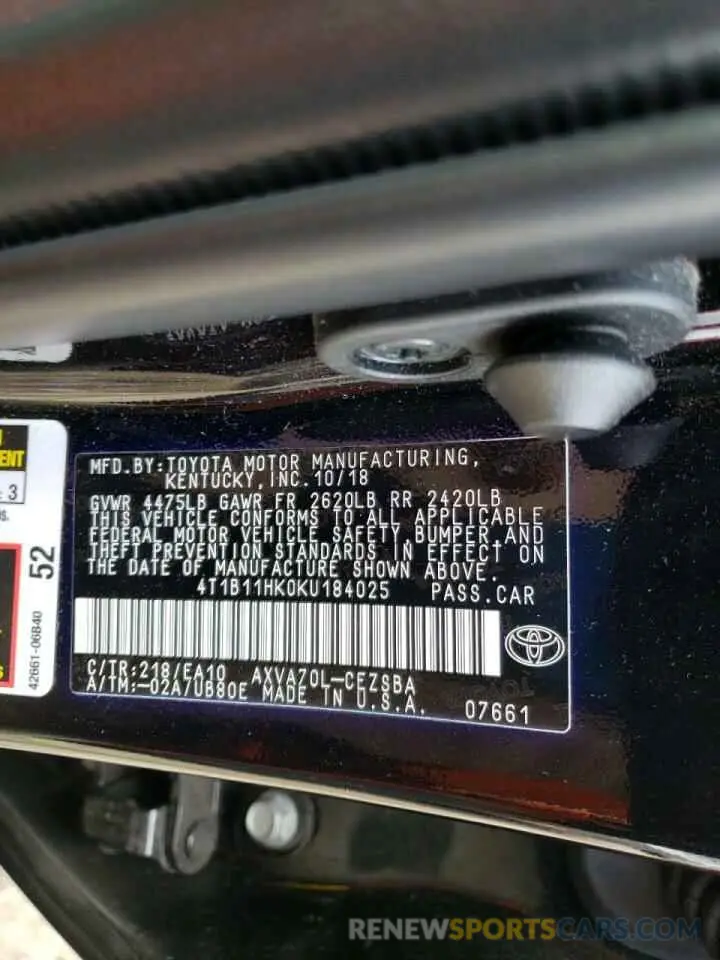 MFD.BY:TOYOTA MOTOR MANUFACTURING,
KENTUCKY,INC.10/18
GVWR 4475LB GAWR FR 2620LB RR 2420LB
THIS VEHICLE CONFORMS TO ALL APPLICABLE
FEDERAL MOTOR VEHICLE SAFETY,BUMPER,AND
THEFT PREVENTION STANDARDS IN EFFECT ON
THE DATE OF MANUFACTURE SHOWN ABOVE.
4T1B11HK0KU184025 PASS.CAR
C/TR:218/EA10 AXVA70L-CEZSBA
A/TM:-02A/UB80E MADE IN U.S.A. 07661
ENT
3
52
42661-06B40
RENEWSPORTSCARS.COM